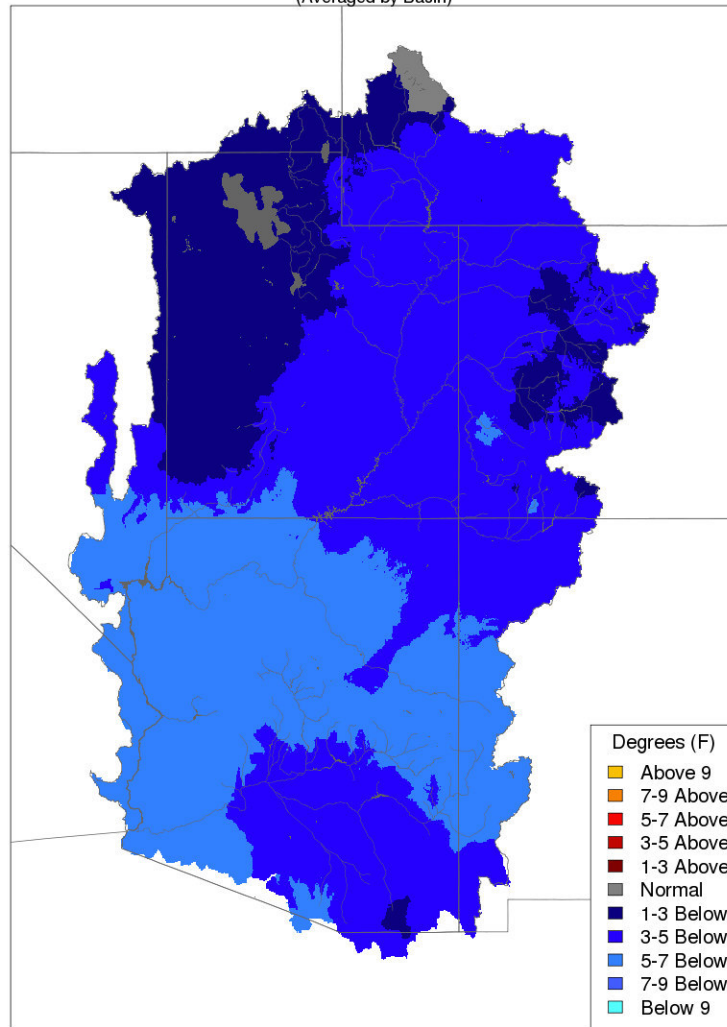 (Averaged by Basin)
Degrees (F)
Above 9
7-9 Above
5-7 Above
3-5 Above
1-3 Above
Normal
1-3 Below
3-5 Below
5-7 Below
7-9 Below
Below 9